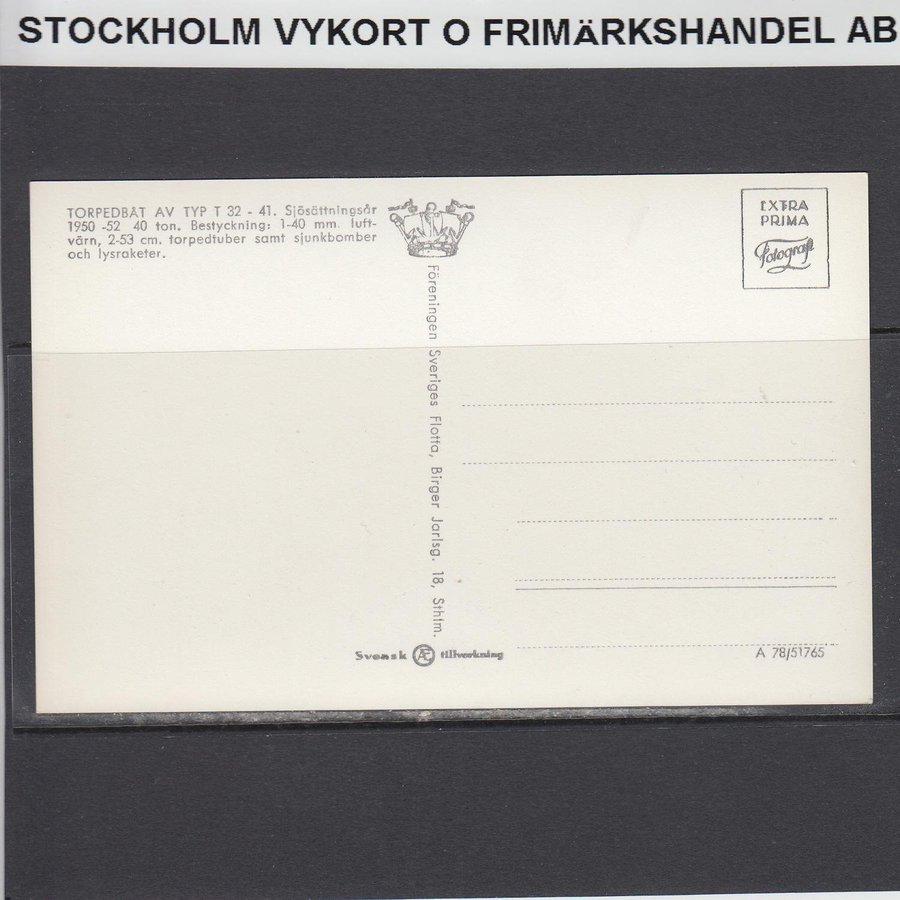 STOCKHOLM VYKORT O FRIMÄRKSHANDEL AB
TORPEDBÅT AV TYP T 32 - 41. Sjösättningsår
1950 -52 40 ton. Bestyckning: 1-40 mm. luft-
värn, 2-53 cm. torpedtuber samt sjunkbomber
och lysraketer.
EXTRA
PRIMA
Fotografi
Föreningen Sveriges Flotta, Birger Jarlsg. 18, Sthlm.
Svensk Æ tillverkning
A 78/51765